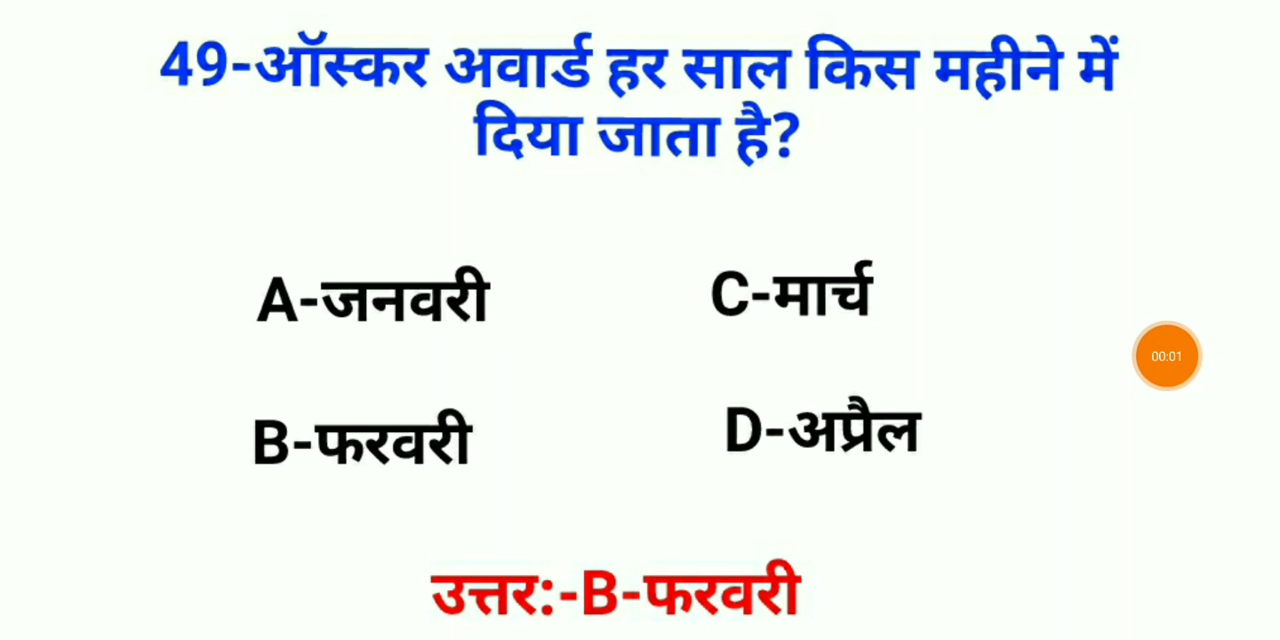 49-ऑस्कर अवार्ड हर साल किस महीने में
दिया जाता है?
A-जनवरी
C-मार्च
00:01
B-फरवरी
D-अप्रैल
उत्तर:-B-फरवरी